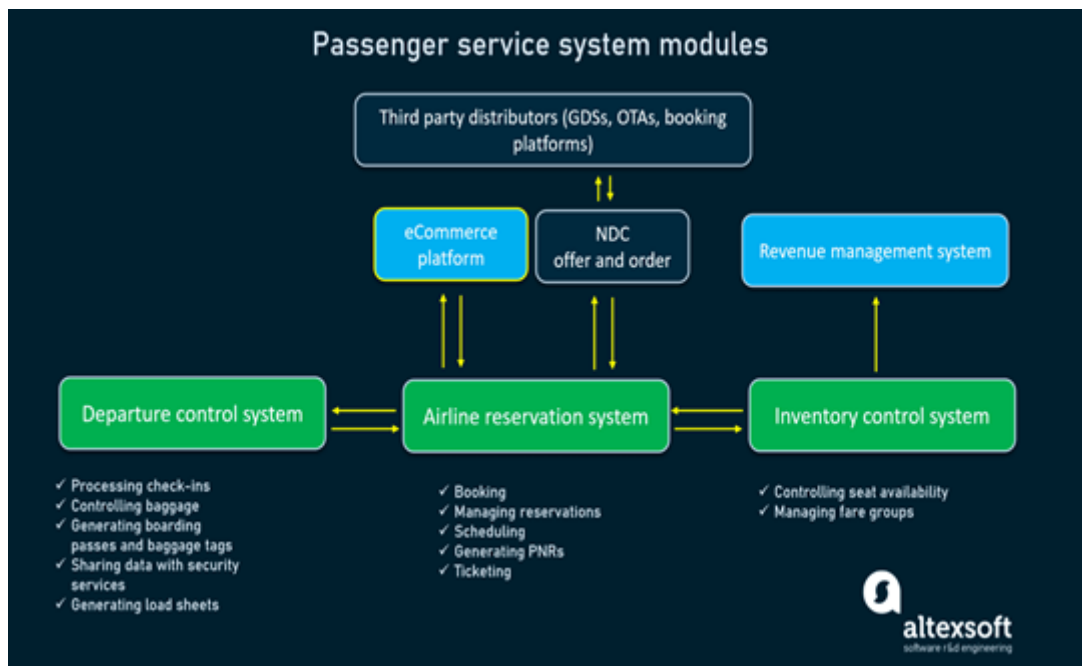 Passenger service system modules
Third party distributors (GDSs, OTAs, booking
platforms)
eCommerce
platform
NDC
offer and order
Revenue management system
Departure control system
Airline reservation system
Inventory control system
✓ Processing check-ins
✓ Controlling baggage
✓ Generating boarding
passes and baggage tags
✓ Sharing data with security
services
✓ Generating load sheets
✓ Booking
✓ Managing reservations
✓ Scheduling
✓ Generating PNRs
✓ Ticketing
✓ Controlling seat availability
✓ Managing fare groups
altexsoft
software r&d engineering